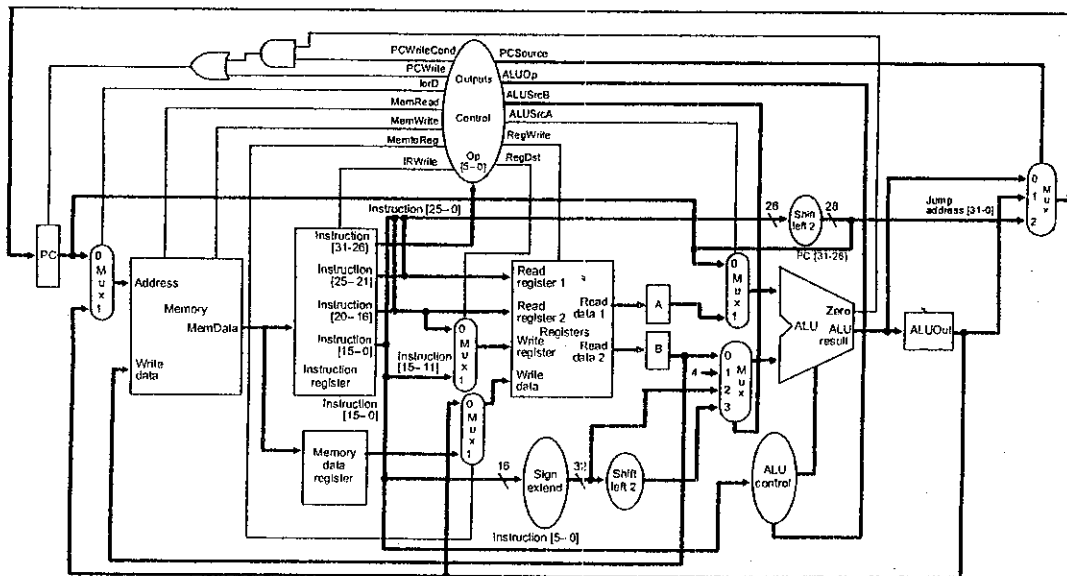 PCWriteCond
PCSource
PCWrite
ALUOp
IorD
Outputs
ALUSrcB
MemRead
ALUSrcA
MemWrite
Control
RegWrite
MemtoReg
RegDst
IRWrite
Op
[5-0]
Instruction [25-0]
26
Shift
left 2
28
Jump
address [31-0]
PC [31-26]
0
1
2
M
u
x
PC
0
M
u
x
1
Address
Memory
MemData
Write
data
Instruction
[31-26]
Instruction
[25-21]
Instruction
[20-16]
Instruction
[15-0]
Instruction
register
Instruction
[15-0]
Instruction
[15-11]
0
M
u
x
1
0
M
u
x
1
Memory
data
register
Read
register 1
Read
register 2
Registers
Write
register
Write
data
Read
data 1
Read
data 2
A
B
0
M
u
x
1
4
0
1
2
3
M
u
x
Zero
ALU
ALU
result
ALUOut
16
Sign
extend
32
Shift
left 2
ALU
control
Instruction [5-0]